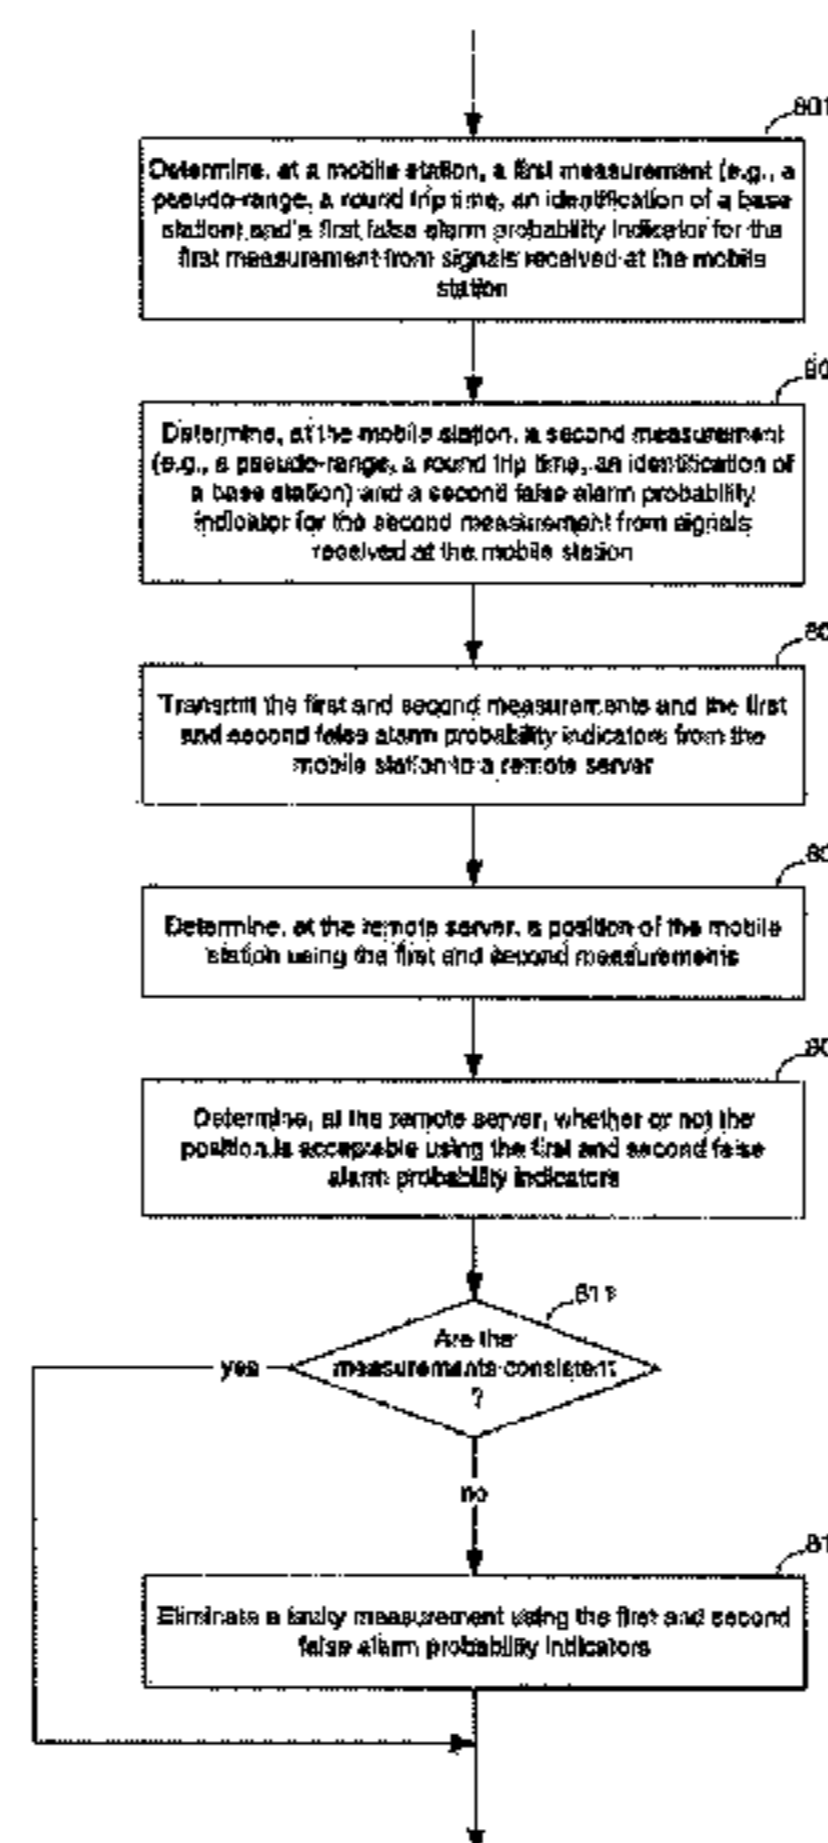 801
Determine, at a mobile station, a first measurement (e.g., a
pseudo-range, a round trip time, an identification of a base
station) and a first false alarm probability indicator for the
first measurement from signals received at the mobile
station
Determine, at the mobile station, a second measurement
(e.g., a pseudo-range, a round trip time, an identification of
a base station) and a second false alarm probability
indicator for the second measurement from signals
received at the mobile station
Transmit the first and second measurements and the first
and second false alarm probability indicators from the
mobile station to a remote server
Determine, at the remote server, a position of the mobile
station using the first and second measurements
Determine, at the remote server, whether or not the
position is acceptable using the first and second false
alarm probability indicators
811
Are the
yes measurements consistent
?
no
Eliminate a faulty measurement using the first and second
false alarm probability indicators